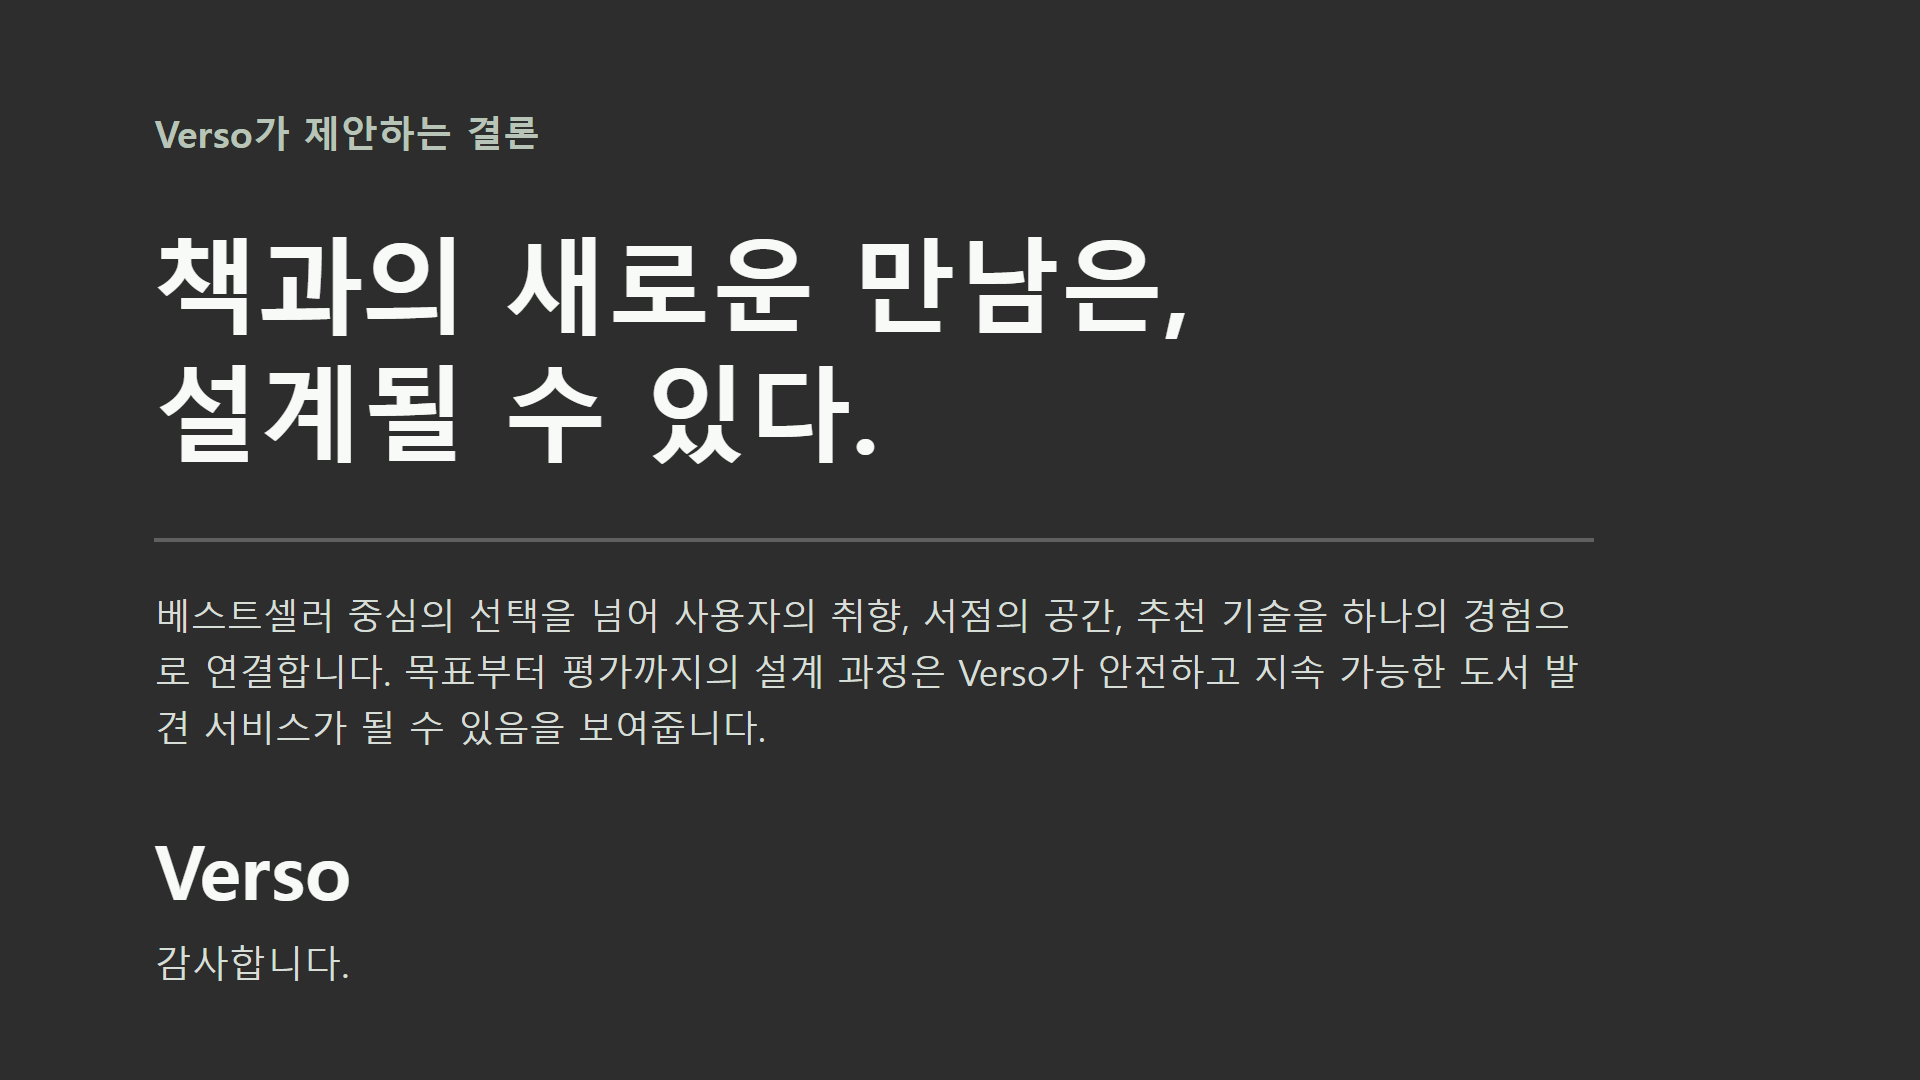 Verso가 제안하는 결론
책과의 새로운 만남은,
설계될 수 있다.
베스트셀러 중심의 선택을 넘어 사용자의 취향, 서점의 공간, 추천 기술을 하나의 경험으
로 연결합니다. 목표부터 평가까지의 설계 과정은 Verso가 안전하고 지속 가능한 도서 발
견 서비스가 될 수 있음을 보여줍니다.
Verso
감사합니다.